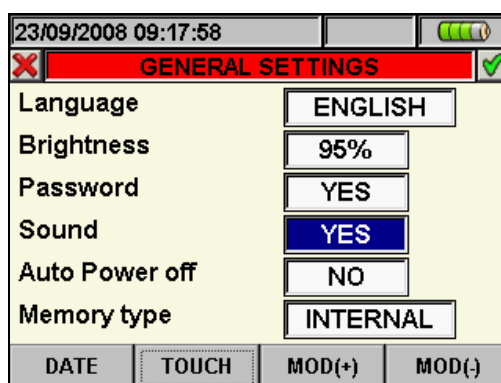 23/09/2008 09:17:58
GENERAL SETTINGS
Language ENGLISH
Brightness 95%
Password YES
Sound YES
Auto Power off NO
Memory type INTERNAL
DATE TOUCH MOD(+) MOD(-)